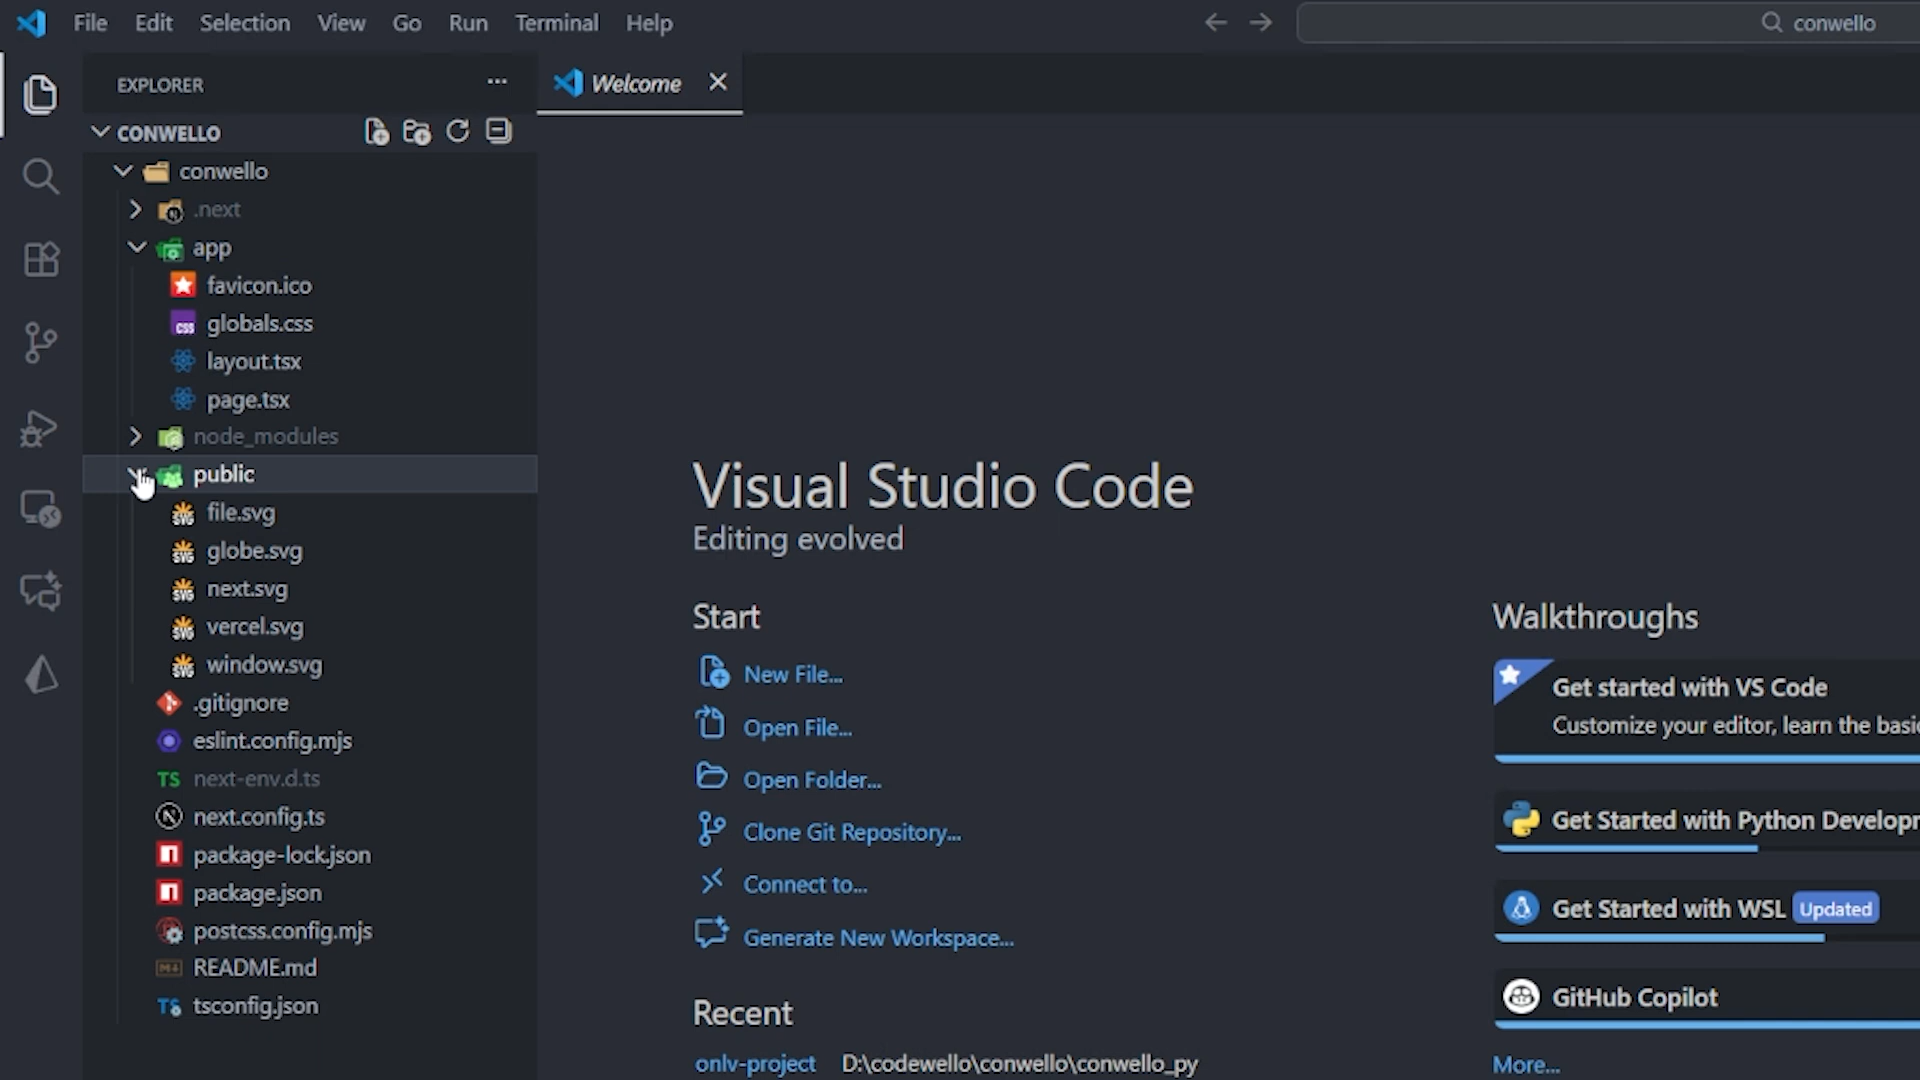 File Edit Selection View Go Run Terminal Help
conwello
EXPLORER
Welcome
CONWELLO
conwello
.next
app
favicon.ico
globals.css
layout.tsx
page.tsx
node_modules
public
file.svg
globe.svg
next.svg
vercel.svg
window.svg
.gitignore
eslint.config.mjs
next-env.d.ts
next.config.ts
package-lock.json
package.json
postcss.config.mjs
README.md
tsconfig.json
Visual Studio Code
Editing evolved
Start
New File...
Open File...
Open Folder...
Clone Git Repository...
Connect to...
Generate New Workspace...
Recent
onlv-project D:\codewello\conwello\conwello_py
Walkthroughs
Get started with VS Code
Customize your editor, learn the basic
Get Started with Python Developm
Get Started with WSL Updated
GitHub Copilot
More...